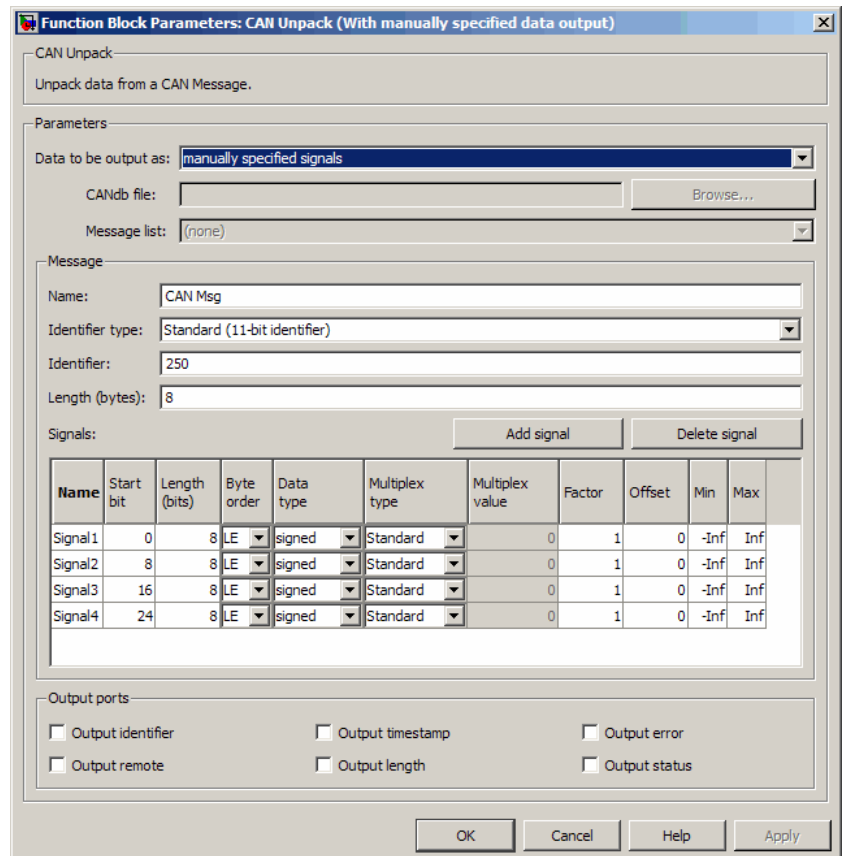 Function Block Parameters: CAN Unpack (With manually specified data output)
CAN Unpack
Unpack data from a CAN Message.
Parameters
Data to be output as: manually specified signals
CANdb file: Browse...
Message list: (none)
Message
Name: CAN Msg
Identifier type: Standard (11-bit identifier)
Identifier: 250
Length (bytes): 8
Signals: Add signal Delete signal
Name Start bit Length (bits) Byte order Data type Multiplex type Multiplex value Factor Offset Min Max
Signal1 0 8 LE signed Standard 0 1 0 -Inf Inf
Signal2 8 8 LE signed Standard 0 1 0 -Inf Inf
Signal3 16 8 LE signed Standard 0 1 0 -Inf Inf
Signal4 24 8 LE signed Standard 0 1 0 -Inf Inf
Output ports
Output identifier Output timestamp Output error
Output remote Output length Output status
OK Cancel Help Apply